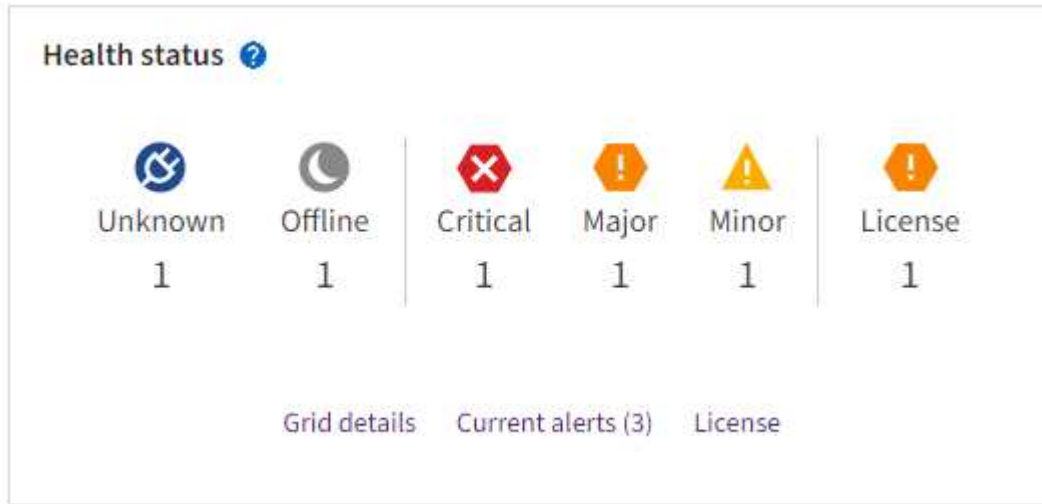 Health status
Unknown Offline Critical Major Minor License
1 1 1 1 1 1
Grid details Current alerts (3) License